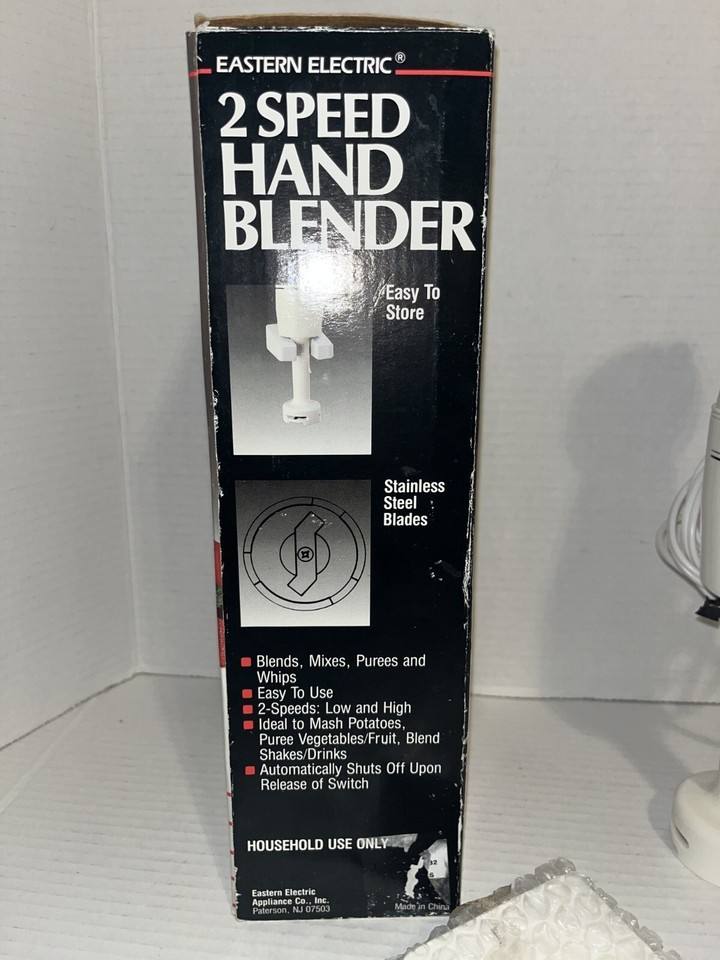 EASTERN ELECTRIC®
2 SPEED
HAND
BLENDER
Easy To
Store
Stainless
Steel
Blades
Blends, Mixes, Purees and
Whips
Easy To Use
2-Speeds: Low and High
Ideal to Mash Potatoes,
Puree Vegetables/Fruit, Blend
Shakes/Drinks
Automatically Shuts Off Upon
Release of Switch
HOUSEHOLD USE ONLY
Eastern Electric
Appliance Co., Inc.
Paterson, NJ 07503
Made in China